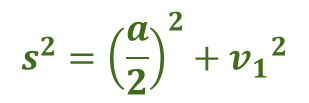 s² = (a/2)² + v₁²